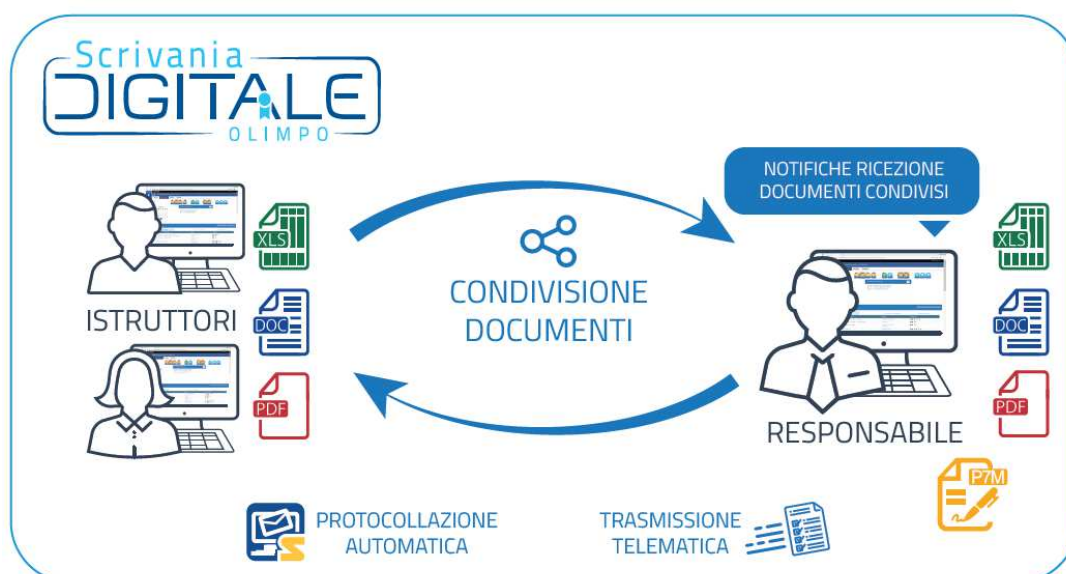 Scrivania
DIGITALE
OLIMPO
NOTIFICHE RICEZIONE
DOCUMENTI CONDIVISI
XLS
DOC
PDF
ISTRUTTORI
CONDIVISIONE
DOCUMENTI
XLS
DOC
PDF
RESPONSABILE
P7M
PROTOCOLLAZIONE
AUTOMATICA
TRASMISSIONE
TELEMATICA